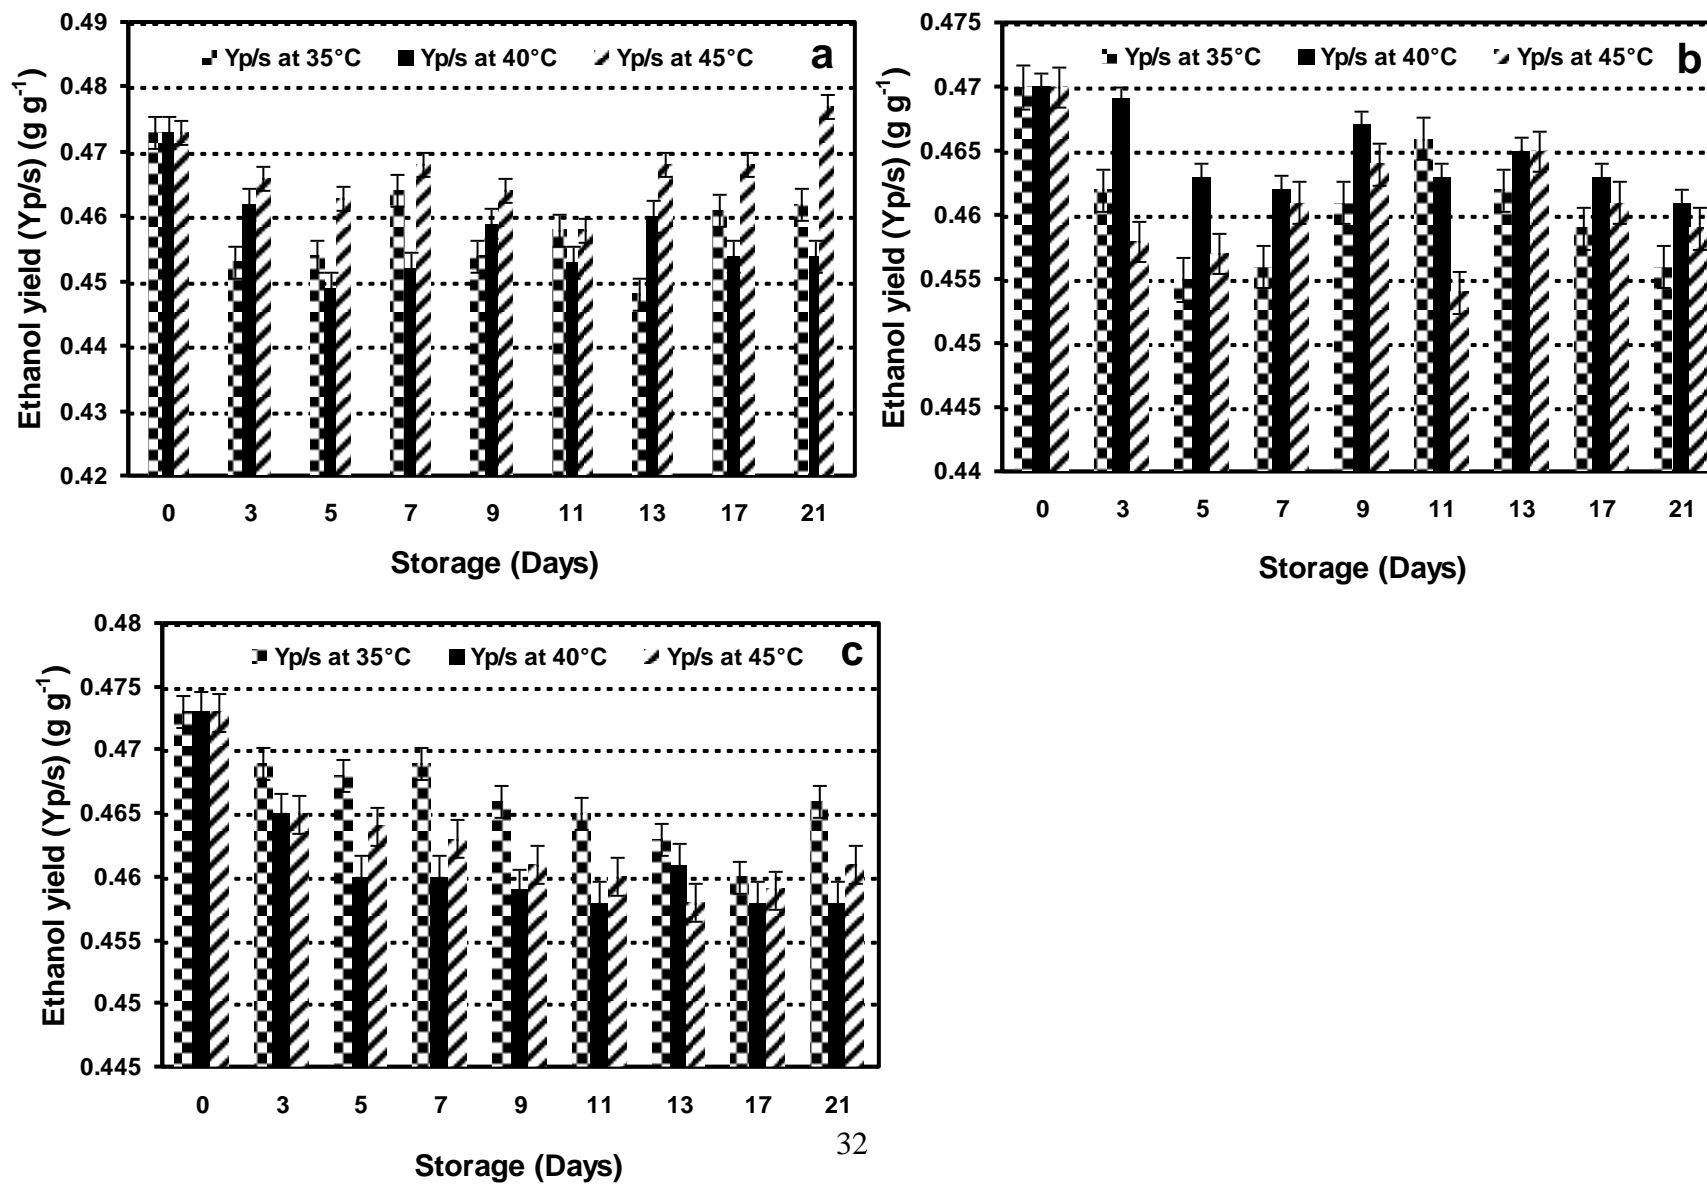 0.49
0.48
0.47
0.46
0.45
0.44
0.43
0.42
Ethanol yield (Yp/s) (g g-1)
Yp/s at 35°C Yp/s at 40°C Yp/s at 45°C
a
0 3 5 7 9 11 13 17 21
Storage (Days)
0.475
0.47
0.465
0.46
0.455
0.45
0.445
0.44
Ethanol yield (Yp/s) (g g-1)
Yp/s at 35°C Yp/s at 40°C Yp/s at 45°C
b
0 3 5 7 9 11 13 17 21
Storage (Days)
0.48
0.475
0.47
0.465
0.46
0.455
0.45
0.445
Ethanol yield (Yp/s) (g g-1)
Yp/s at 35°C Yp/s at 40°C Yp/s at 45°C
c
0 3 5 7 9 11 13 17 21
Storage (Days)
32